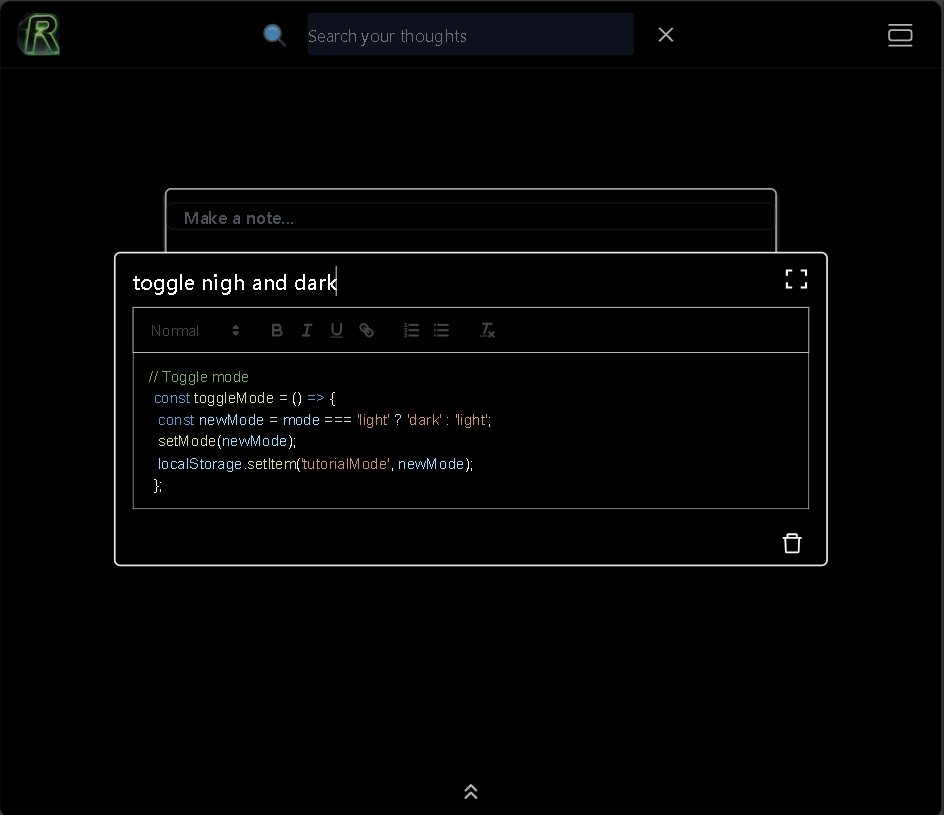 R
Search your thoughts
Make a note...
toggle nigh and dark
Normal
B I U
// Toggle mode
const toggleMode = () => {
const newMode = mode === 'light' ? 'dark' : 'light';
setMode(newMode);
localStorage.setItem('tutorialMode', newMode);
};